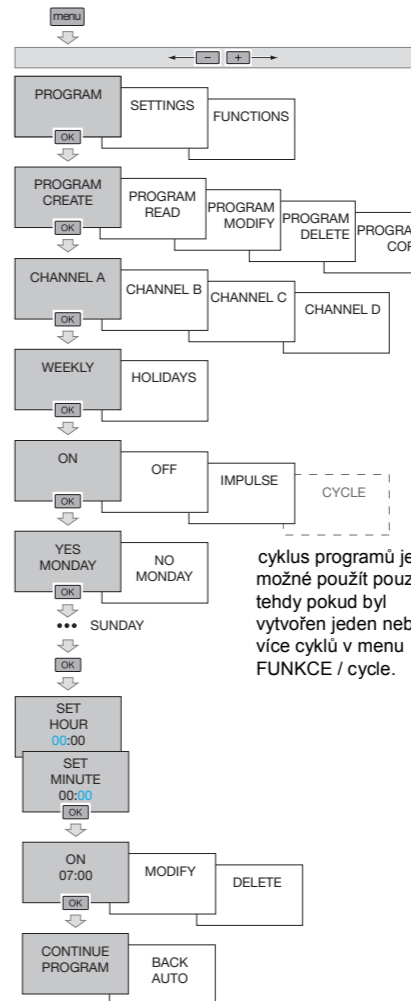 menu
− +
PROGRAM
SETTINGS
FUNCTIONS
OK
PROGRAM
CREATE
PROGRAM
READ
PROGRAM
MODIFY
PROGRAM
DELETE
OK
CHANNEL A
CHANNEL B
CHANNEL C
CHANNEL D
OK
WEEKLY
HOLIDAYS
OK
ON
OFF
IMPULSE
CYCLE
OK
YES
MONDAY
NO
MONDAY
OK
cyklus programů je
možné použít
tehdy pokud byl
vytvořen jeden
více cyklů v menu
FUNKCE / cycle.
••• SUNDAY
OK
SET
HOUR
00:00
SET
MINUTE
00:00
OK
ON
07:00
MODIFY
DELETE
OK
CONTINUE
PROGRAM
BACK
AUTO